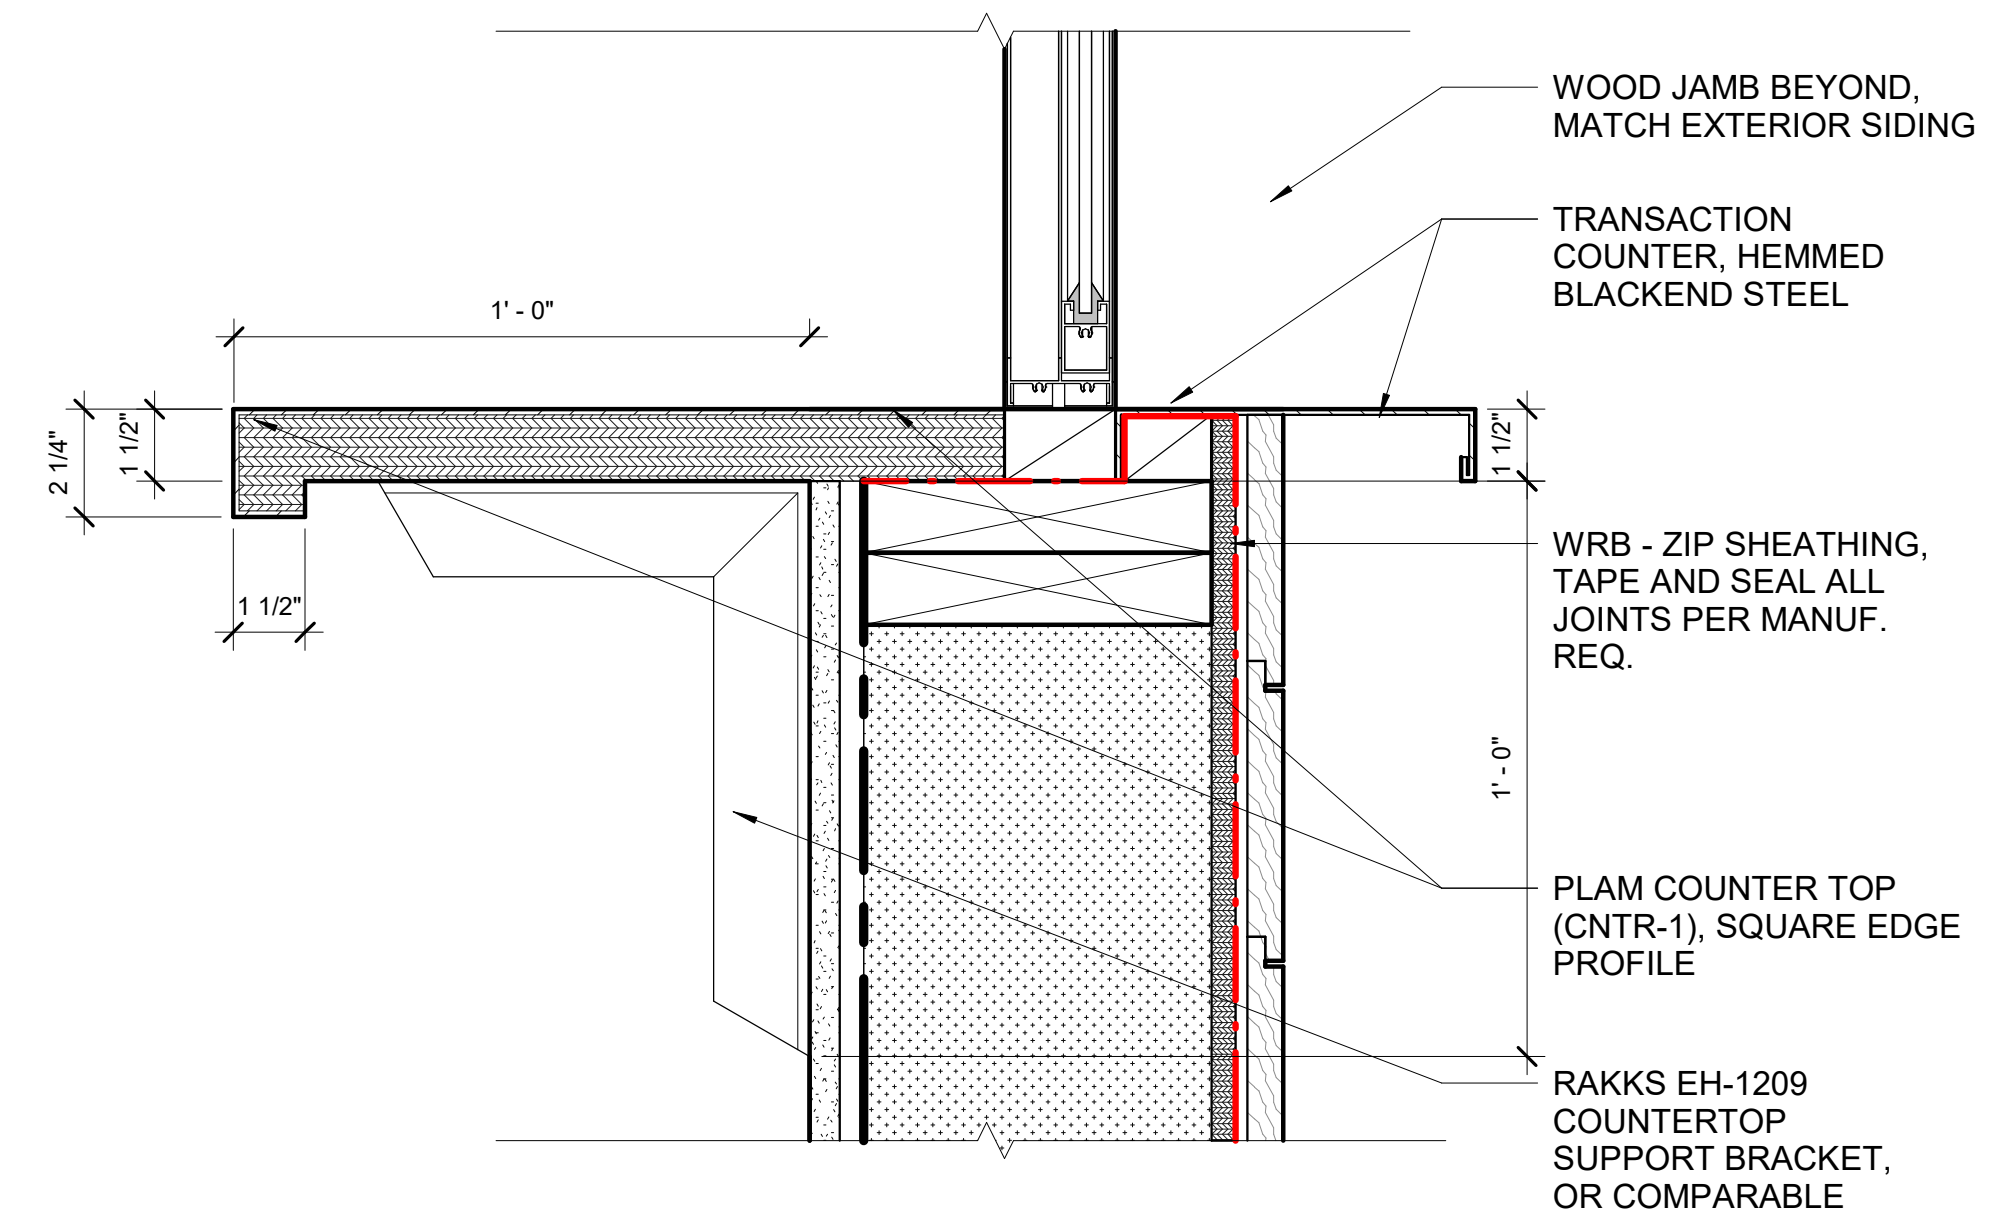 WOOD JAMB BEYOND,
MATCH EXTERIOR SIDING
TRANSACTION
COUNTER, HEMMED
BLACKEND STEEL
1' - 0"
2 1/4"
1 1/2"
1 1/2"
1 1/2"
WRB - ZIP SHEATHING,
TAPE AND SEAL ALL
JOINTS PER MANUF.
REQ.
1' - 0"
PLAM COUNTER TOP
(CNTR-1), SQUARE EDGE
PROFILE
RAKKS EH-1209
COUNTERTOP
SUPPORT BRACKET,
OR COMPARABLE